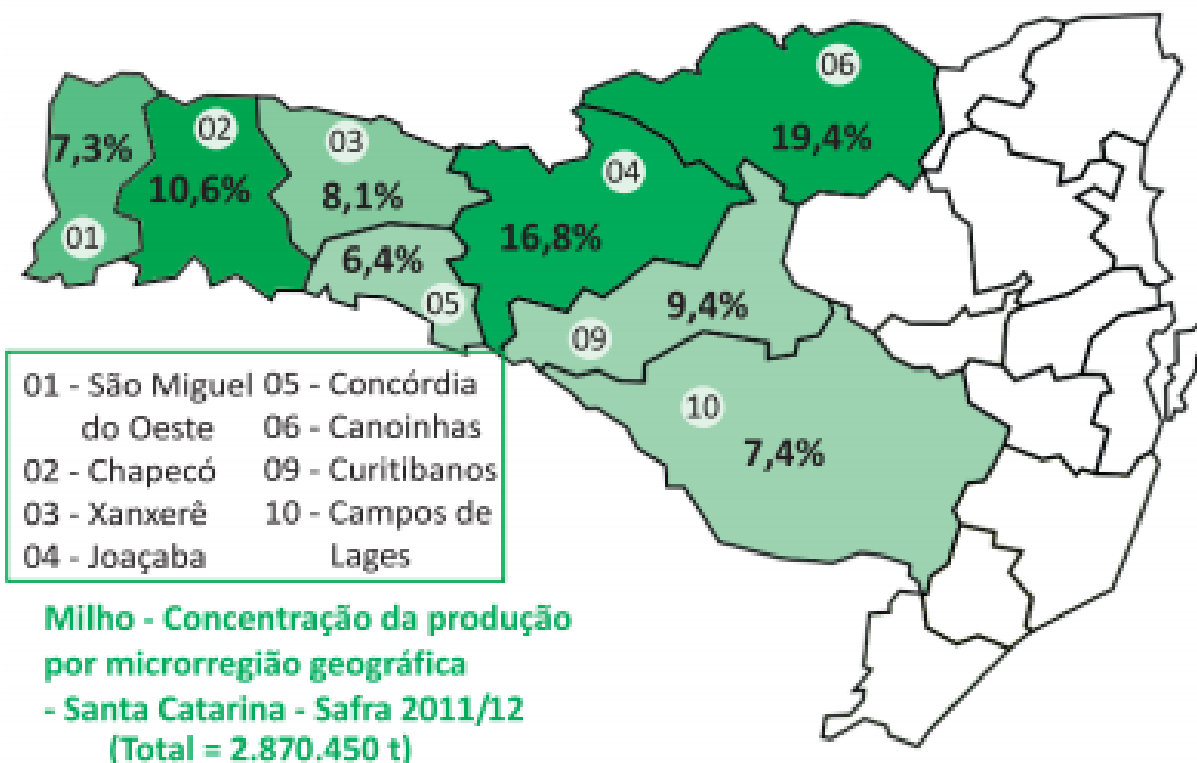 06
19,4%
02
03
7,3%
10,6%
8,1%
04
16,8%
01
6,4%
05
9,4%
09
10
7,4%
01 - São Miguel
do Oeste
02 - Chapecó
03 - Xanxerê
04 - Joaçaba
05 - Concórdia
06 - Canoinhas
09 - Curitibanos
10 - Campos de
Lages
Milho - Concentração da produção
por microrregião geográfica
- Santa Catarina - Safra 2011/12
(Total = 2.870.450 t)